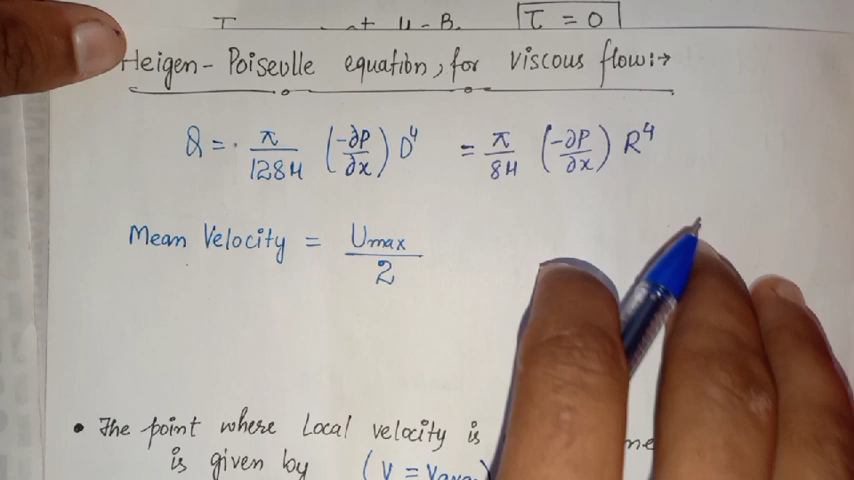 τ = 0
Heigen - Poiseulle equation, for viscous flow:→
Q = π/128μ (-∂P/∂x) D⁴ = π/8μ (-∂P/∂x) R⁴
Mean Velocity = Umax/2
• The point where Local velocity is
is given by (V = V